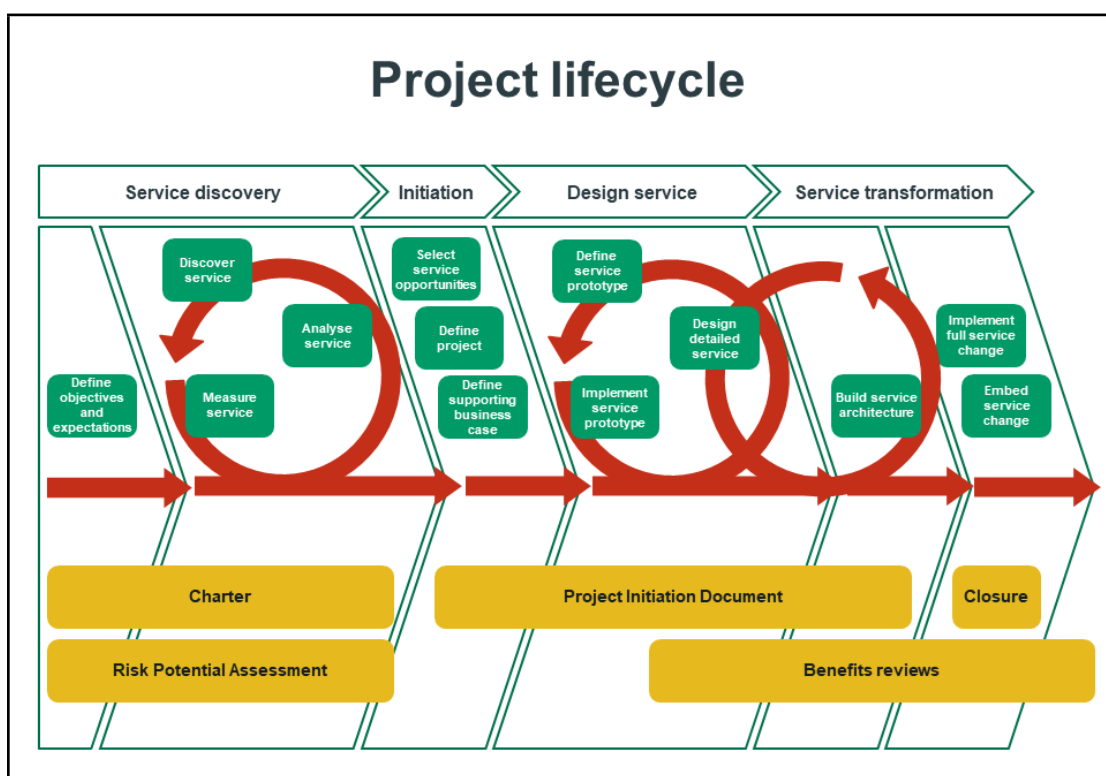 Project lifecycle
Service discovery
Initiation
Design service
Service transformation
Discover
service
Analyse
service
Measure
service
Define
objectives
and
expectations
Select
service
opportunities
Define
project
Define
supporting
business
case
Define
service
prototype
Design
detailed
service
Implement
service
prototype
Build service
architecture
Implement
full service
change
Embed
service
change
Charter
Project Initiation Document
Closure
Risk Potential Assessment
Benefits reviews